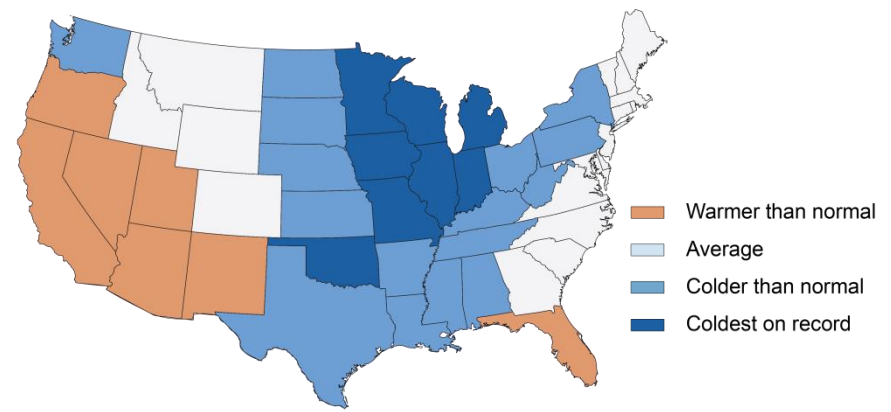 Warmer than normal
Average
Colder than normal
Coldest on record